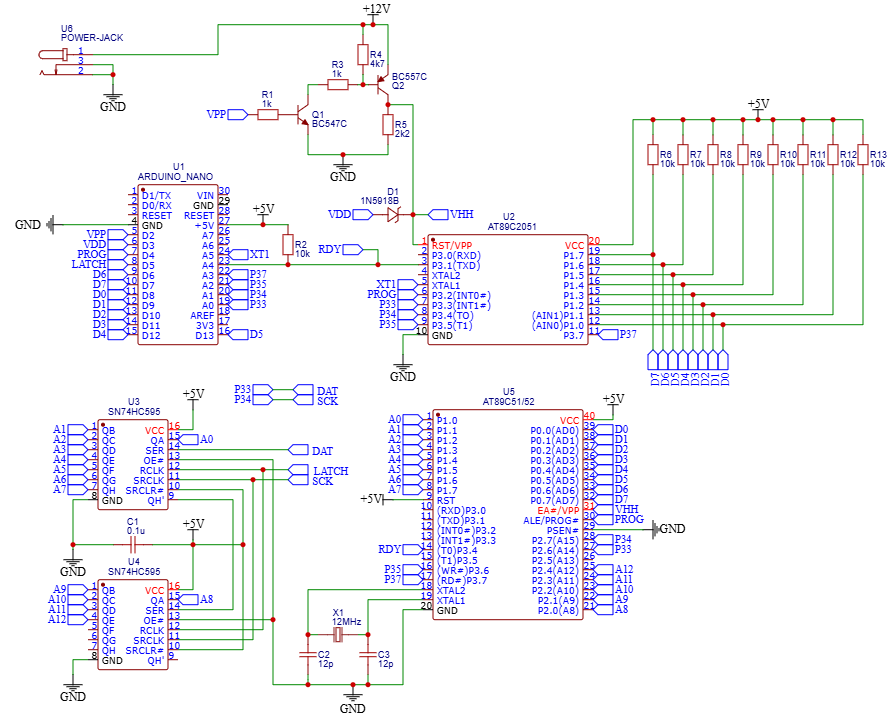 +12V
U6
POWER-JACK
1
3
2
GND
R4
4k7
R3
1k
BC557C
Q2
R1
1k
VPP
Q1
BC547C
R5
2k2
GND
+5V
R6
10k
R7
10k
R8
10k
R9
10k
R10
10k
R11
10k
R12
10k
R13
10k
U1
ARDUINO_NANO
1 D1/TX VIN 30
2 D0/RX GND 29
3 RESET RESET 28
GND 4 GND +5V 27
VPP 5 D2 A7 26
VDD 6 D3 A6 25
PROG 7 D4 A5 24 XT1
LATCH 8 D5 A4 23
D6 9 D6 A3 22 P37
D7 10 D7 A2 21 P35
D0 11 D8 A1 20 P34
D1 12 D9 A0 19 P33
D2 13 D10 AREF 18
D3 14 D11 3V3 17
D4 15 D12 D13 16 D5
+5V
R2
10k
RDY
D1
1N5918B
VDD
VHH
U2
AT89C2051
1 RST/VPP VCC 20
2 P3.0(RXD) P1.7 19
3 P3.1(TXD) P1.6 18
4 XTAL2 P1.5 17
XT1 5 XTAL1 P1.4 16
PROG 6 P3.2(INT0#) P1.3 15
P33 7 P3.3(INT1#) P1.2 14
P34 8 P3.4(TO) (AIN1)P1.1 13
P35 9 P3.5(T1) (AIN0)P1.0 12
10 GND P3.7 11 P37
GND
D7 D6 D5 D4 D3 D2 D1 D0
P33 DAT
P34 SCK
U3
SN74HC595
+5V
A1 1 QB VCC 16
A2 2 QC QA 15 A0
A3 3 QD SER 14 DAT
A4 4 QE OE# 13
A5 5 QF RCLK 12 LATCH
A6 6 QG SRCLK 11 SCK
A7 7 QH SRCLR# 10
8 GND QH' 9
C1
0.1u
+5V
GND
U4
SN74HC595
A9 1 QB VCC 16
A10 2 QC QA 15 A8
A11 3 QD SER 14
A12 4 QE OE# 13
5 QF RCLK 12
6 QG SRCLK 11
7 QH SRCLR# 10
8 GND QH' 9
GND
U5
AT89C51/52
+5V
A0 1 P1.0 VCC 40
A1 2 P1.1 P0.0(AD0) 39 D0
A2 3 P1.2 P0.1(AD1) 38 D1
A3 4 P1.3 P0.2(AD2) 37 D2
A4 5 P1.4 P0.3(AD3) 36 D3
A5 6 P1.5 P0.4(AD4) 35 D4
A6 7 P1.6 P0.5(AD5) 34 D5
A7 8 P1.7 P0.6(AD6) 33 D6
+5V 9 RST P0.7(AD7) 32 D7
10 (RXD)P3.0 EA#/VPP 31 VHH
11 (TXD)P3.1 ALE/PROG# 30 PROG
12 (INT0#)P3.2 PSEN# 29 GND
13 (INT1#)P3.3 P2.7(A15) 28 P34
RDY 14 (T0)P3.4 P2.6(A14) 27 P33
15 (T1)P3.5 P2.5(A13) 26
P35 16 (WR#)P3.6 P2.4(A12) 25 A12
P37 17 (RD#)P3.7 P2.3(A11) 24 A11
18 XTAL2 P2.2(A10) 23 A10
19 XTAL1 P2.1(A9) 22 A9
20 GND P2.0(A8) 21 A8
X1
12MHz
C2
12p
C3
12p
GND